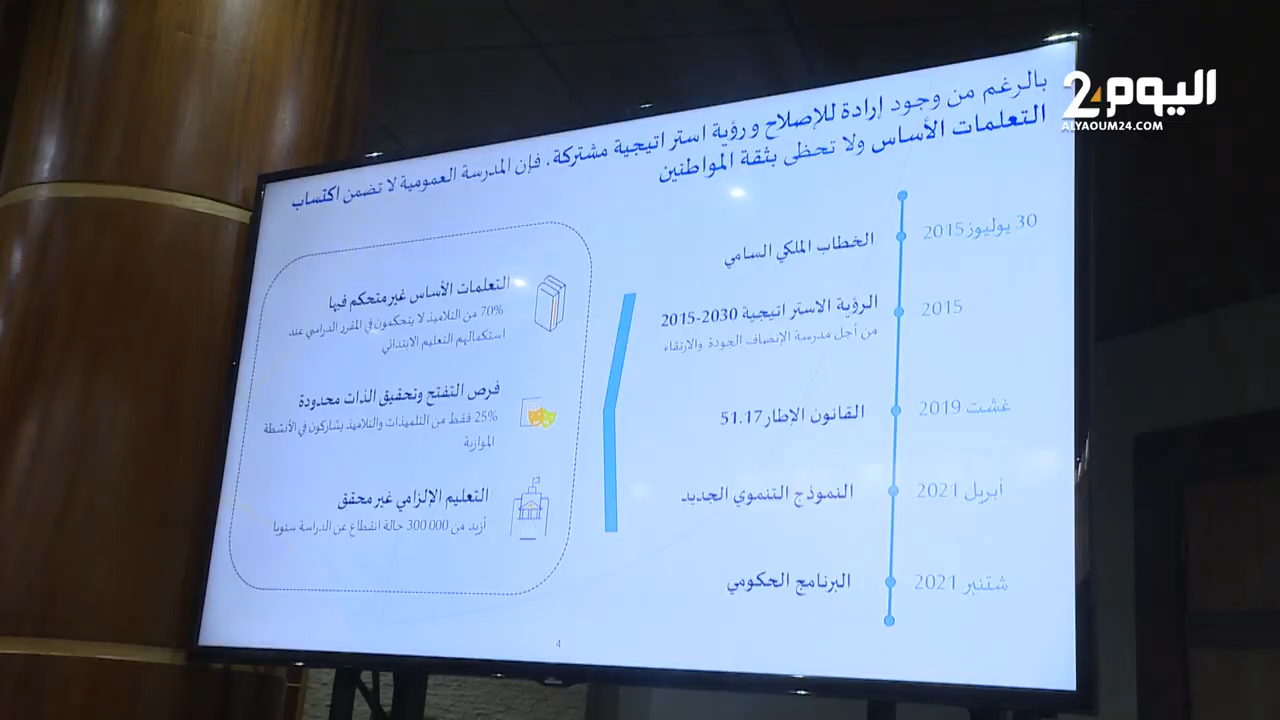 اليوم24
ALYAOUM24.COM
بالرغم من وجود إرادة للإصلاح و رؤية استراتيجية مشتركة، فإن المدرسة العمومية لا تضمن اكتساب
التعلمات الأساس ولا تحظى بثقة المواطنين
30 يوليوز 2015
الخطاب الملكي السامي
2015
الرؤية الاستراتيجية 2030-2015
من أجل مدرسة الإنصاف الجودة والارتقاء
غشت 2019
القانون الإطار 51.17
أبريل 2021
النموذج التنموي الجديد
شتنبر 2021
البرنامج الحكومي
التعلمات الأساس غير متحكم فيها
70% من التلاميذ لا يتحكمون في المقرر الدراسي عند
استكمالهم التعليم الابتدائي
فرص التفتح وتحقيق الذات محدودة
25% فقط من التلميذات والتلاميذ يشاركون في الأنشطة
الموازية
التعليم الإلزامي غير محقق
أزيد من 000 300 حالة انقطاع عن الدراسة سنويا
4